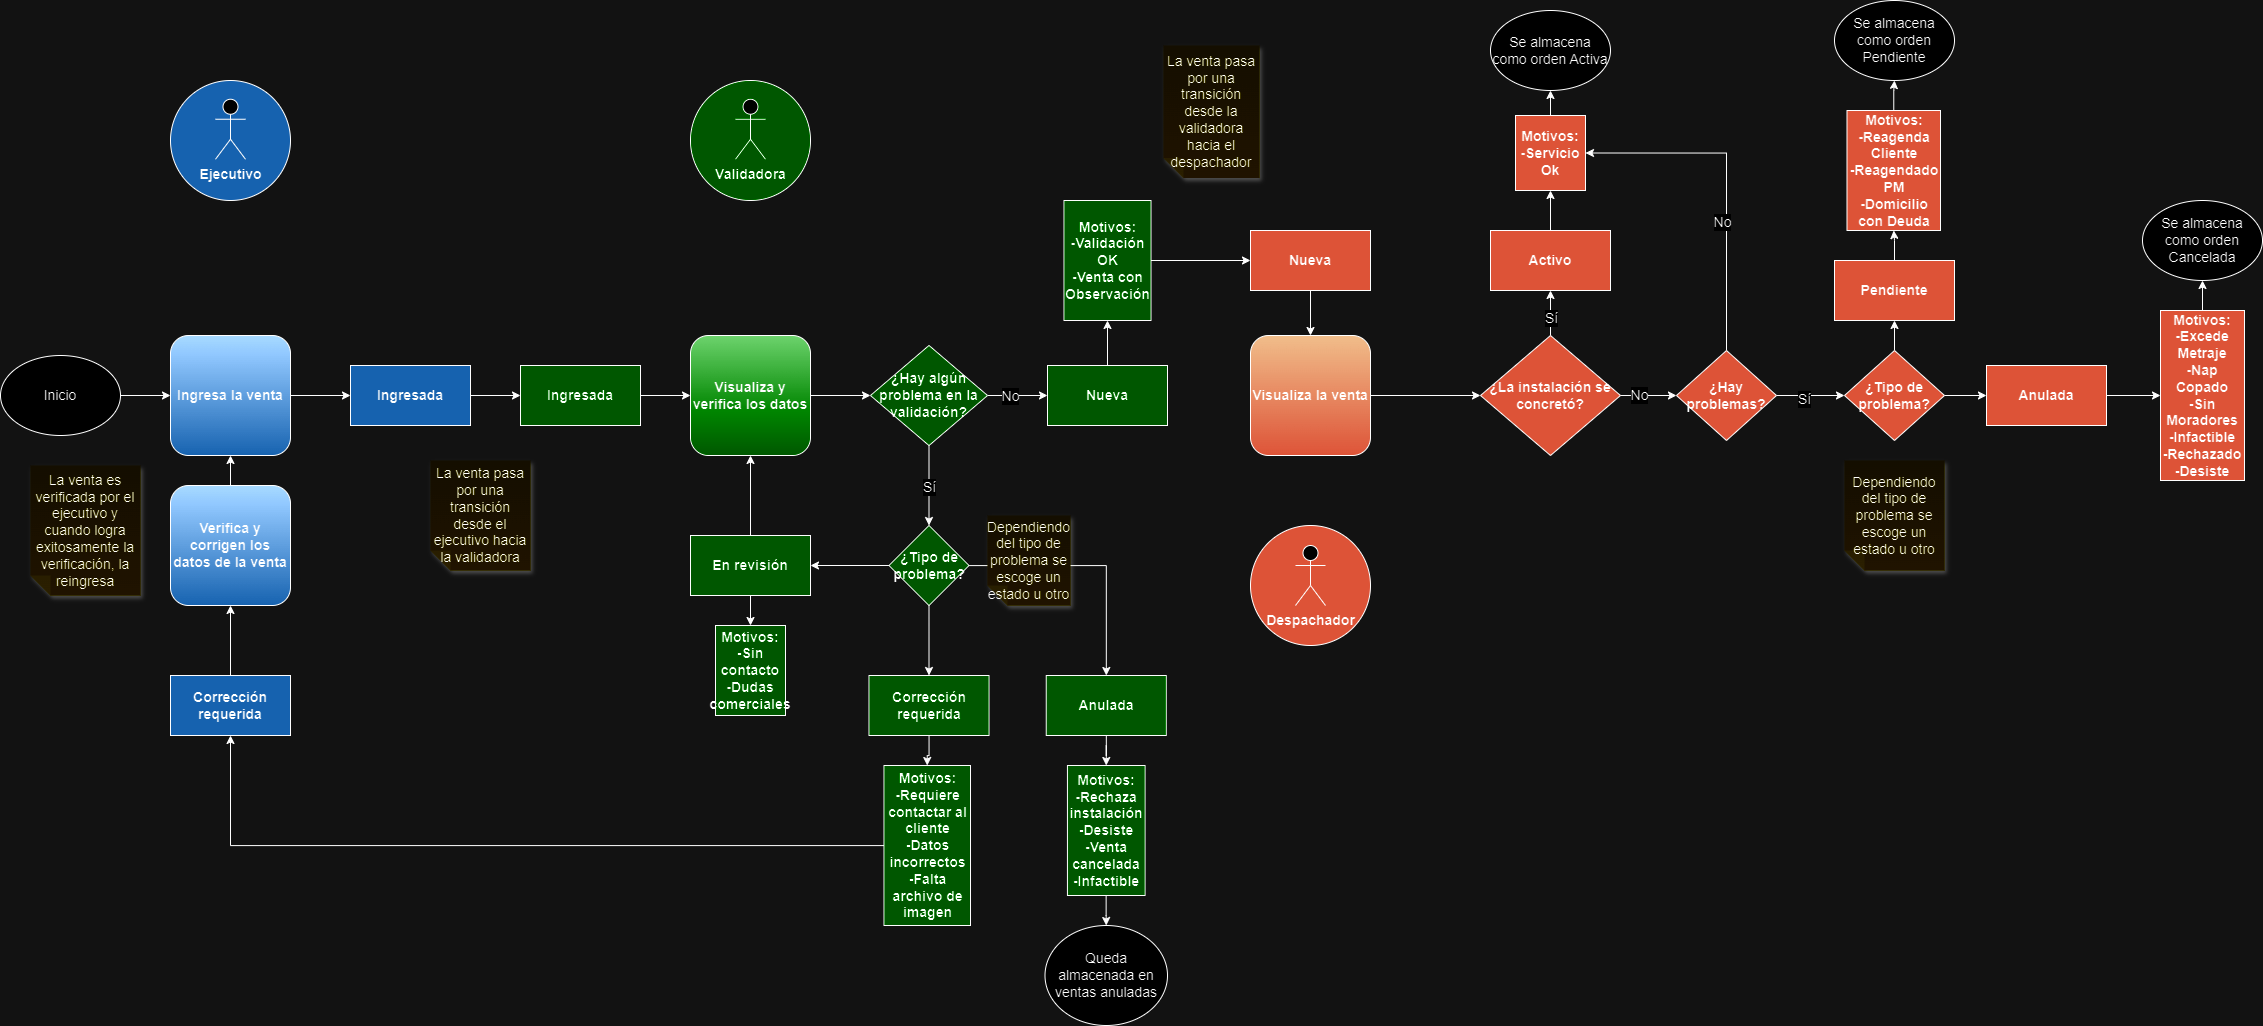 Ejecutivo
Validadora
La venta pasa
por una
transición
desde la
validadora
hacia el
despachador
Se almacena
como orden Activa
Se almacena
como orden
Pendiente
Motivos:
-Servicio
Ok
Motivos:
-Reagenda
Cliente
-Reagendado
PM
-Domicilio
con Deuda
Motivos:
-Validación
OK
-Venta con
Observación
Nueva
Activo
No
Pendiente
Se almacena
como orden
Cancelada
Sí
Inicio
Ingresa la venta
Ingresada
Ingresada
Visualiza y
verifica los datos
¿Hay algún
problema en la
validación?
No
Nueva
Visualiza la venta
¿La instalación se
concretó?
No
¿Hay
problemas?
Sí
¿Tipo de
problema?
Anulada
Motivos:
-Excede
Metraje
-Nap
Copado
-Sin
Moradores
-Infactible
-Rechazado
-Desiste
La venta es
verificada por el
ejecutivo y
cuando logra
exitosamente la
verificación, la
reingresa
Verifica y
corrigen los
datos de la venta
La venta pasa
por una
transición
desde el
ejecutivo hacia
la validadora
Sí
En revisión
¿Tipo de
problema?
Dependiendo
del tipo de
problema se
escoge un
estado u otro
Despachador
Dependiendo
del tipo de
problema se
escoge un
estado u otro
Motivos:
-Sin
contacto
-Dudas
comerciales
Corrección
requerida
Corrección
requerida
Anulada
Motivos:
-Requiere
contactar al
cliente
-Datos
incorrectos
-Falta
archivo de
imagen
Motivos:
-Rechaza
instalación
-Desiste
-Venta
cancelada
-Infactible
Queda
almacenada en
ventas anuladas